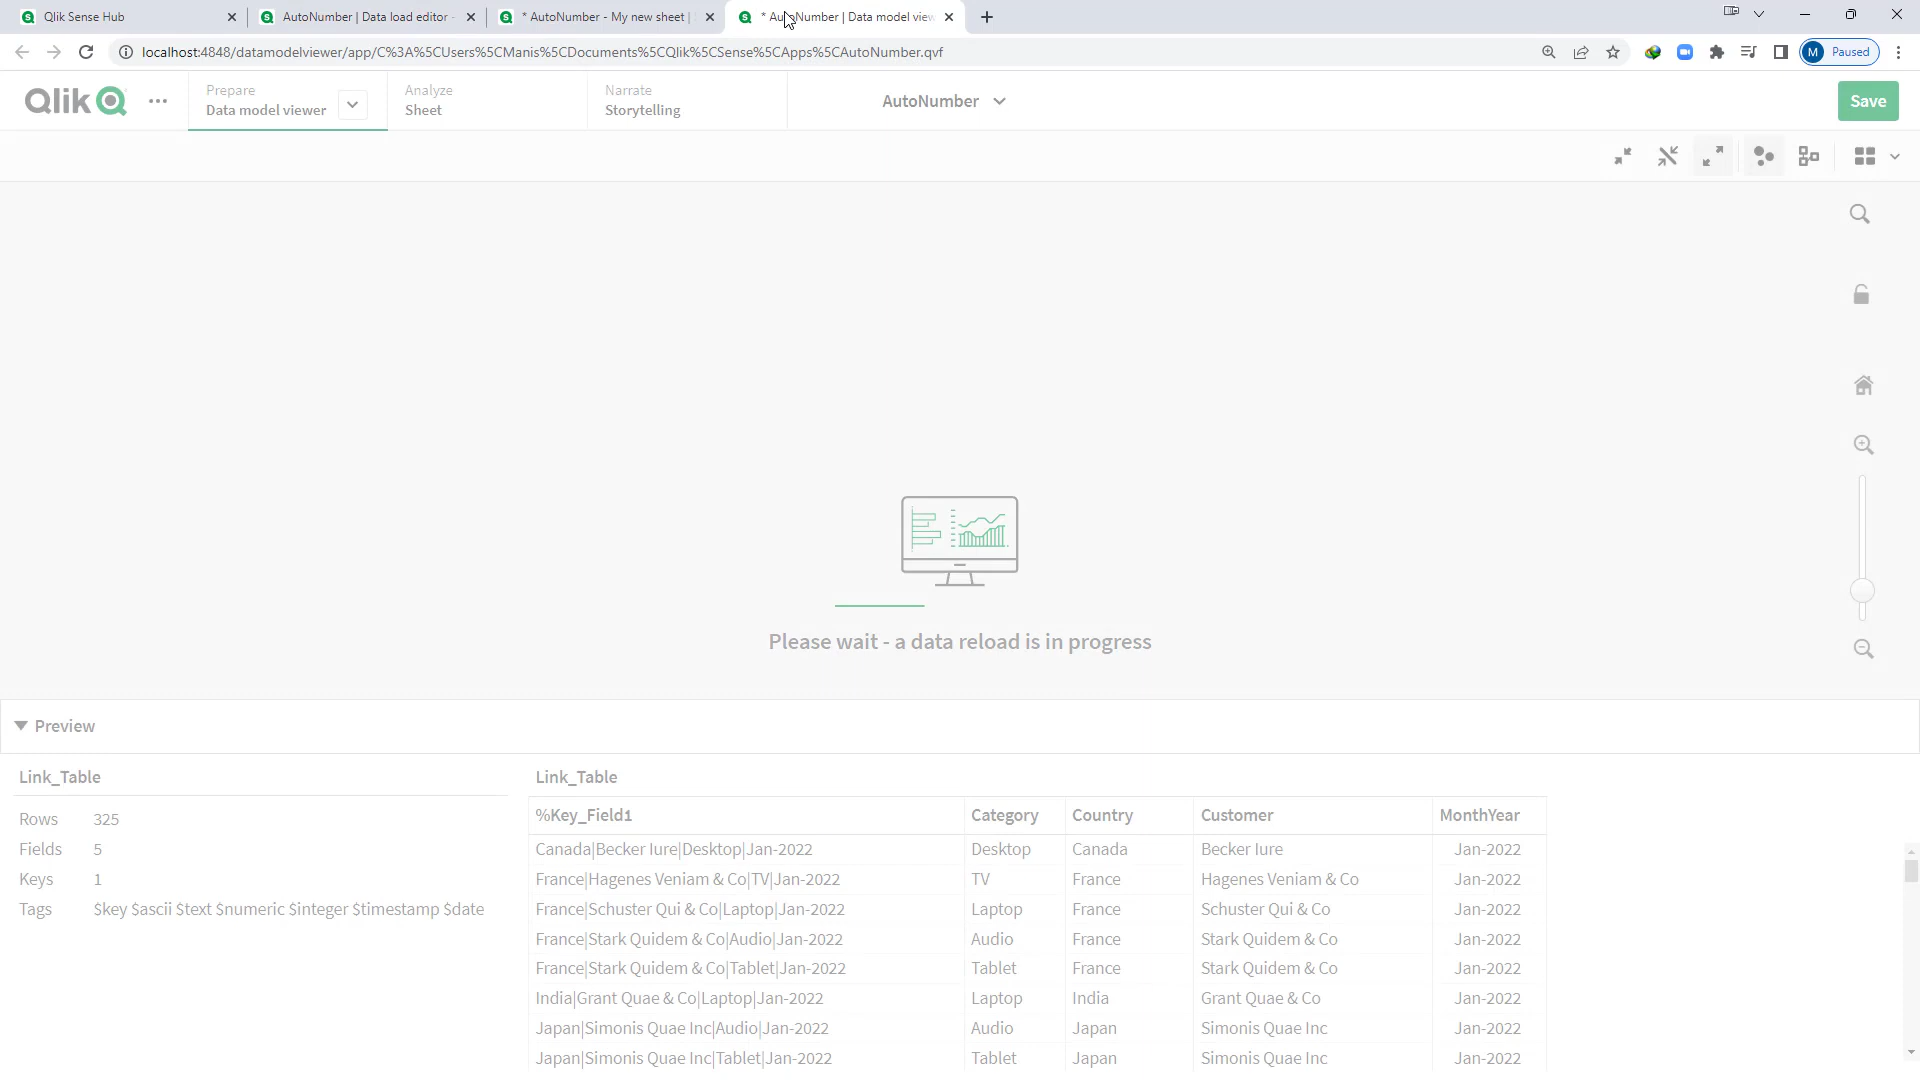 Qlik Sense Hub
AutoNumber | Data load editor -
* AutoNumber - My new sheet |
* AutoNumber | Data model view
localhost:4848/datamodelviewer/app/C%3A%5CUsers%5CManis%5CDocuments%5CQlik%5CSense%5CApps%5CAutoNumber.qvf
M Paused
Qlik
Prepare
Data model viewer
Analyze
Sheet
Narrate
Storytelling
AutoNumber
Save
Please wait - a data reload is in progress
Preview
Link_Table
Rows 325
Fields 5
Keys 1
Tags $key $ascii $text $numeric $integer $timestamp $date
Link_Table
%Key_Field1 Category Country Customer MonthYear
Canada|Becker Iure|Desktop|Jan-2022 Desktop Canada Becker Iure Jan-2022
France|Hagenes Veniam & Co|TV|Jan-2022 TV France Hagenes Veniam & Co Jan-2022
France|Schuster Qui & Co|Laptop|Jan-2022 Laptop France Schuster Qui & Co Jan-2022
France|Stark Quidem & Co|Audio|Jan-2022 Audio France Stark Quidem & Co Jan-2022
France|Stark Quidem & Co|Tablet|Jan-2022 Tablet France Stark Quidem & Co Jan-2022
India|Grant Quae & Co|Laptop|Jan-2022 Laptop India Grant Quae & Co Jan-2022
Japan|Simonis Quae Inc|Audio|Jan-2022 Audio Japan Simonis Quae Inc Jan-2022
Japan|Simonis Quae Inc|Tablet|Jan-2022 Tablet Japan Simonis Quae Inc Jan-2022